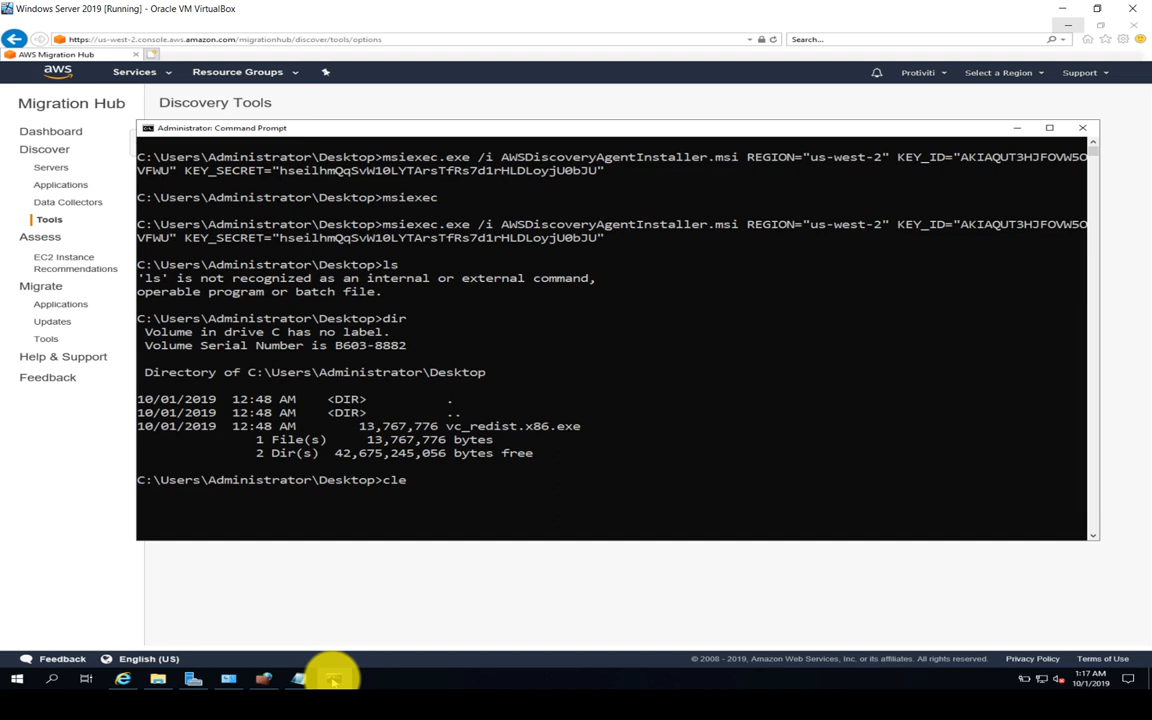 Windows Server 2019 [Running] - Oracle VM VirtualBox
https://us-west-2.console.aws.amazon.com/migrationhub/discover/tools/options
Search...
AWS Migration Hub
aws
Services
Resource Groups
Protiviti
Select a Region
Support
Migration Hub
Discovery Tools
Dashboard
Discover
Servers
Applications
Data Collectors
Tools
Assess
EC2 Instance
Recommendations
Migrate
Applications
Updates
Tools
Help & Support
Feedback
Administrator: Command Prompt
C:\Users\Administrator\Desktop>msiexec.exe /i AWSDiscoveryAgentInstaller.msi REGION="us-west-2" KEY_ID="AKIAQUT3HJFOVW5O
VFWU" KEY_SECRET="hseilhmQqSvW10LYTArsTfRs7d1rHLDLoyjU0bJU"
C:\Users\Administrator\Desktop>msiexec
C:\Users\Administrator\Desktop>msiexec.exe /i AWSDiscoveryAgentInstaller.msi REGION="us-west-2" KEY_ID="AKIAQUT3HJFOVW5O
VFWU" KEY_SECRET="hseilhmQqSvW10LYTArsTfRs7d1rHLDLoyjU0bJU"
C:\Users\Administrator\Desktop>ls
'ls' is not recognized as an internal or external command,
operable program or batch file.
C:\Users\Administrator\Desktop>dir
Volume in drive C has no label.
Volume Serial Number is B603-8882
Directory of C:\Users\Administrator\Desktop
10/01/2019  12:48 AM    <DIR>          .
10/01/2019  12:48 AM    <DIR>          ..
10/01/2019  12:48 AM        13,767,776 vc_redist.x86.exe
1 File(s)     13,767,776 bytes
2 Dir(s)  42,675,245,056 bytes free
C:\Users\Administrator\Desktop>cle
Feedback
English (US)
© 2008 - 2019, Amazon Web Services, Inc. or its affiliates. All rights reserved.
Privacy Policy
Terms of Use
1:17 AM
10/1/2019